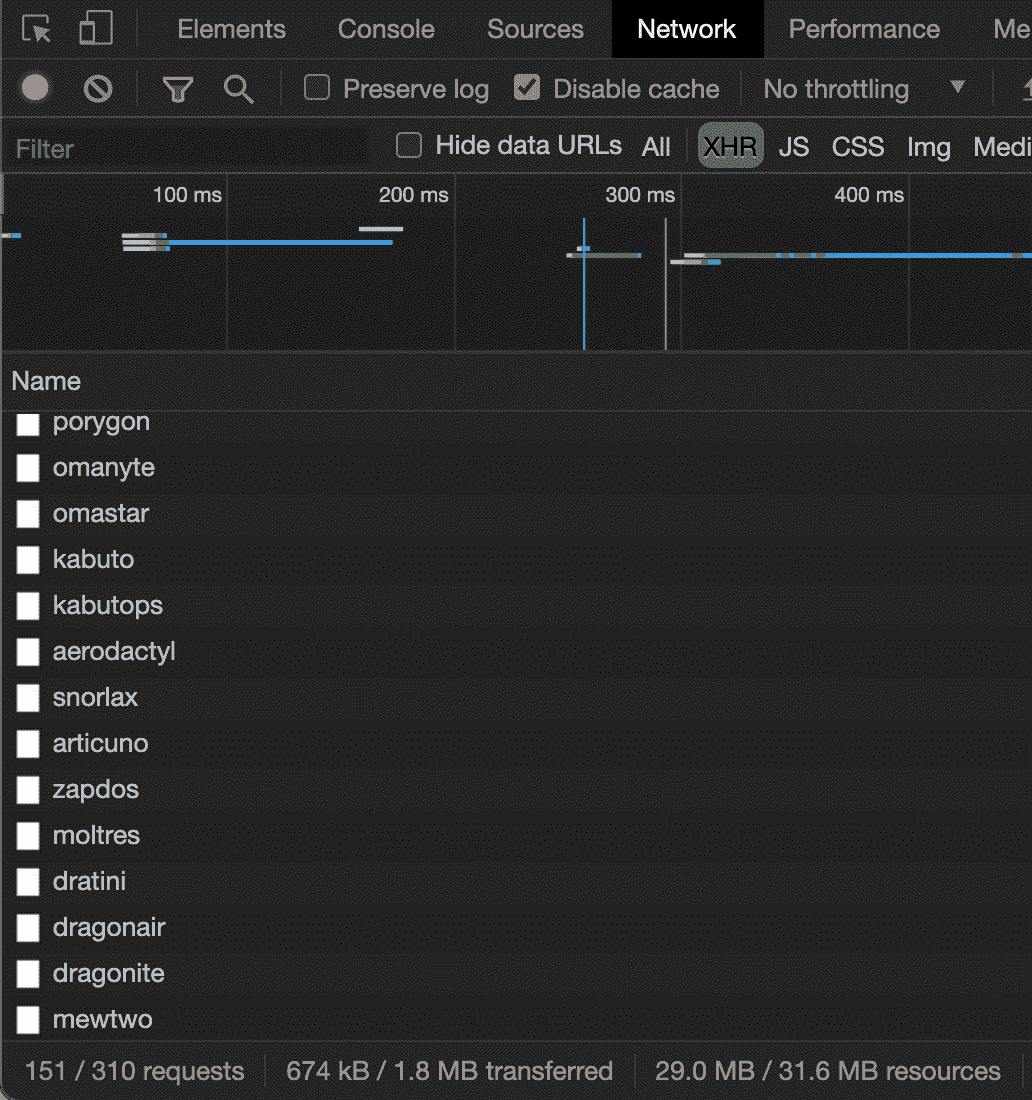 Elements Console Sources Network Performance Me
Preserve log Disable cache No throttling
Filter Hide data URLs All XHR JS CSS Img Medi
100 ms 200 ms 300 ms 400 ms
Name
porygon
omanyte
omastar
kabuto
kabutops
aerodactyl
snorlax
articuno
zapdos
moltres
dratini
dragonair
dragonite
mewtwo
151 / 310 requests 674 kB / 1.8 MB transferred 29.0 MB / 31.6 MB resources